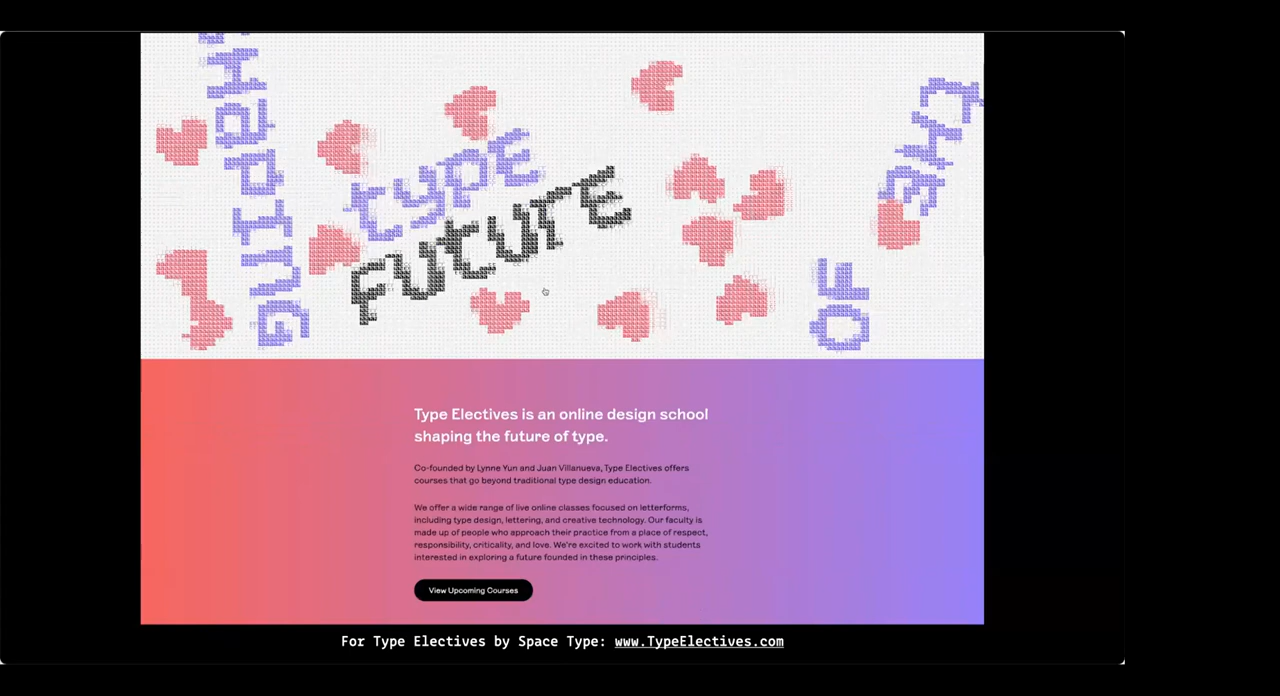 FUTURE
Type Electives is an online design school
shaping the future of type.
Co-founded by Lynne Yun and Juan Villanueva, Type Electives offers
courses that go beyond traditional type design education.
We offer a wide range of live online classes focused on letterforms,
including type design, lettering, and creative technology. Our faculty is
made up of people who approach their practice from a place of respect,
responsibility, criticality, and love. We're excited to work with students
interested in exploring a future founded in these principles.
View Upcoming Courses
For Type Electives by Space Type: www.TypeElectives.com